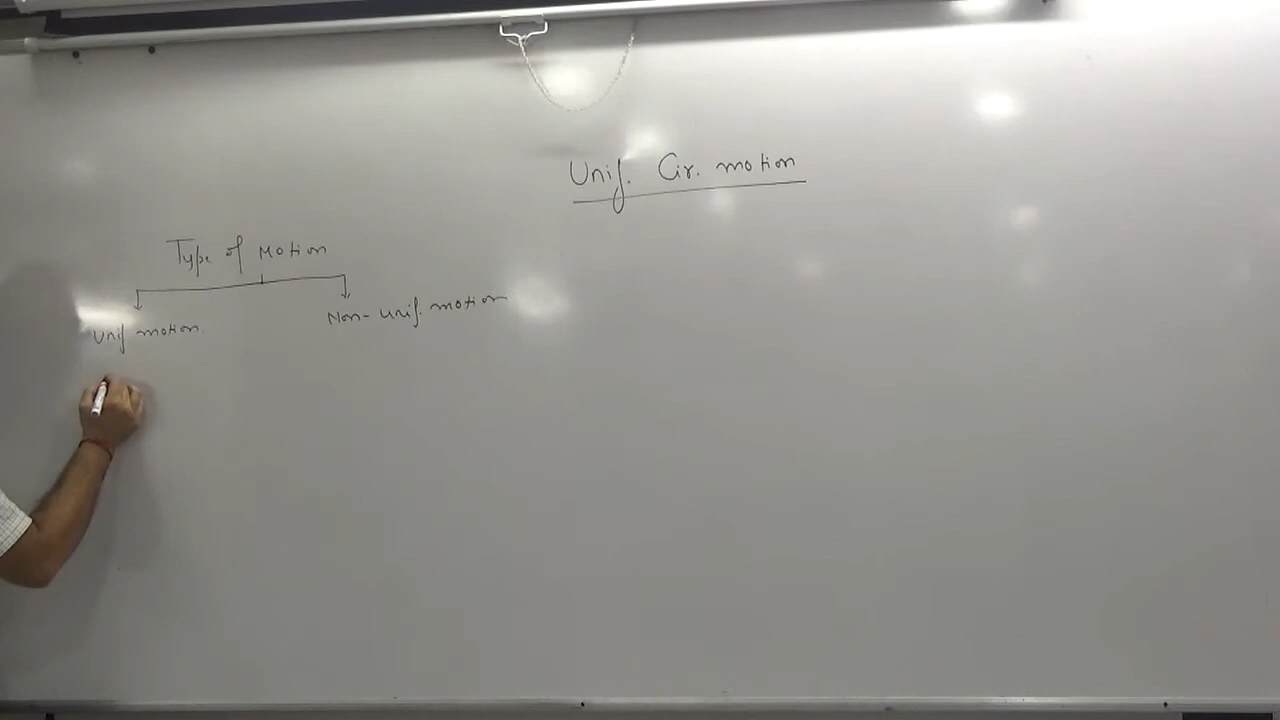 Unif. Cir. motion
Type of Motion
Unif motion.
Non-unif. motion